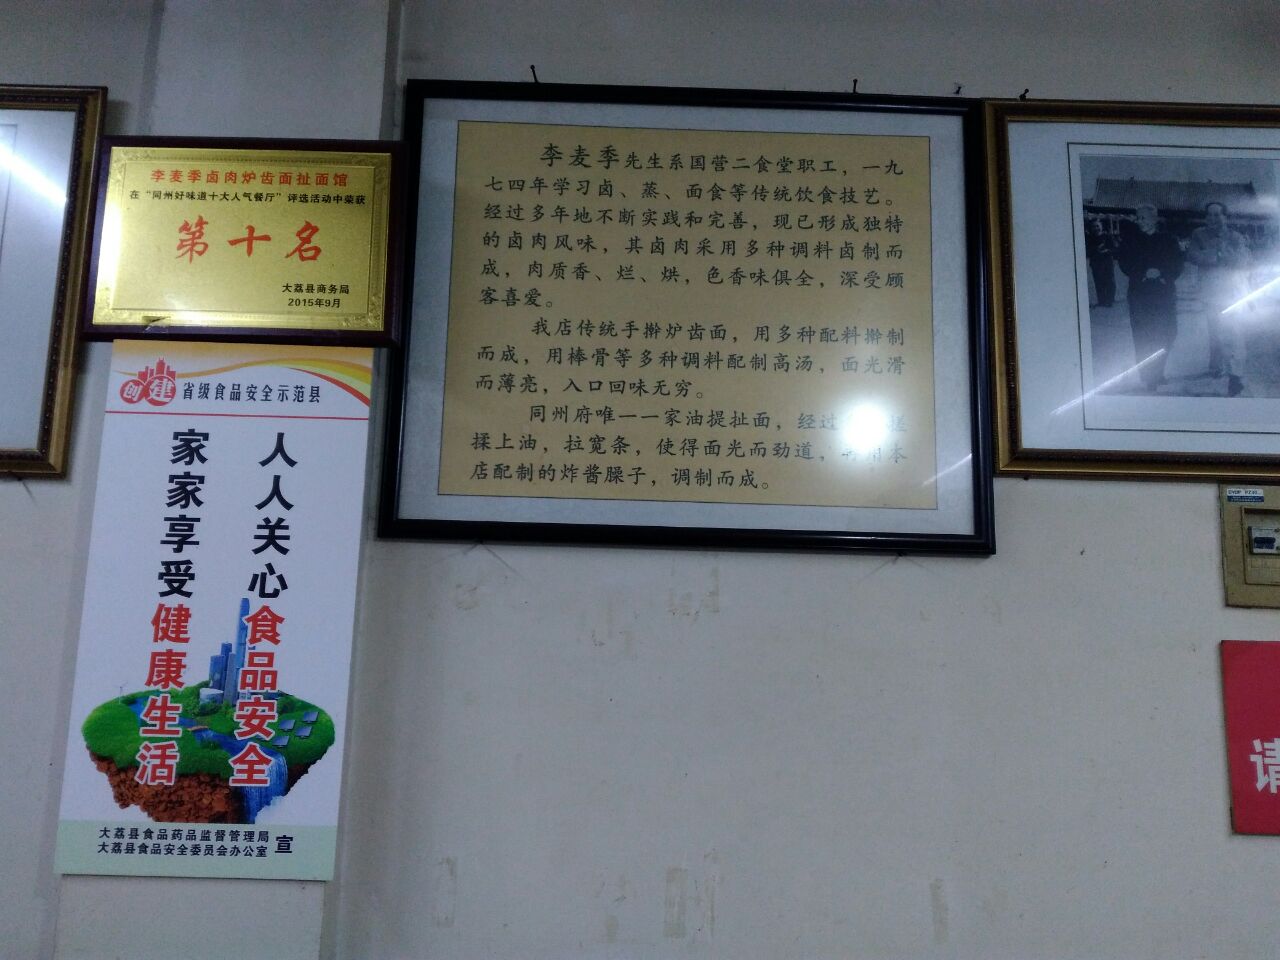 李麦季卤肉炉齿面扯面馆
在“同州好味道十大人气餐厅”评选活动中荣获
第十名
大荔县商务局
2015年9月
创建 省级食品安全示范县
人人关心食品安全
家家享受健康生活
大荔县食品药品监督管理局
大荔县食品安全委员会办公室
宣
李麦季先生系国营二食堂职工，一九
七四年学习卤、蒸、面食等传统饮食技艺。
经过多年地不断实践和完善，现已形成独特
的卤肉风味，其卤肉采用多种调料卤制而
成，肉质香、烂、烘，色香味俱全，深受顾
客喜爱。
我店传统手擀炉齿面，用多种配料擀制
而成，用棒骨等多种调料配制高汤，面光滑
而薄亮，入口回味无穷。
同州府唯一一家油提扯面，经过 搓
揉上油，拉宽条，使得面光而劲道， 用本
店配制的炸酱臊子，调制而成。
请